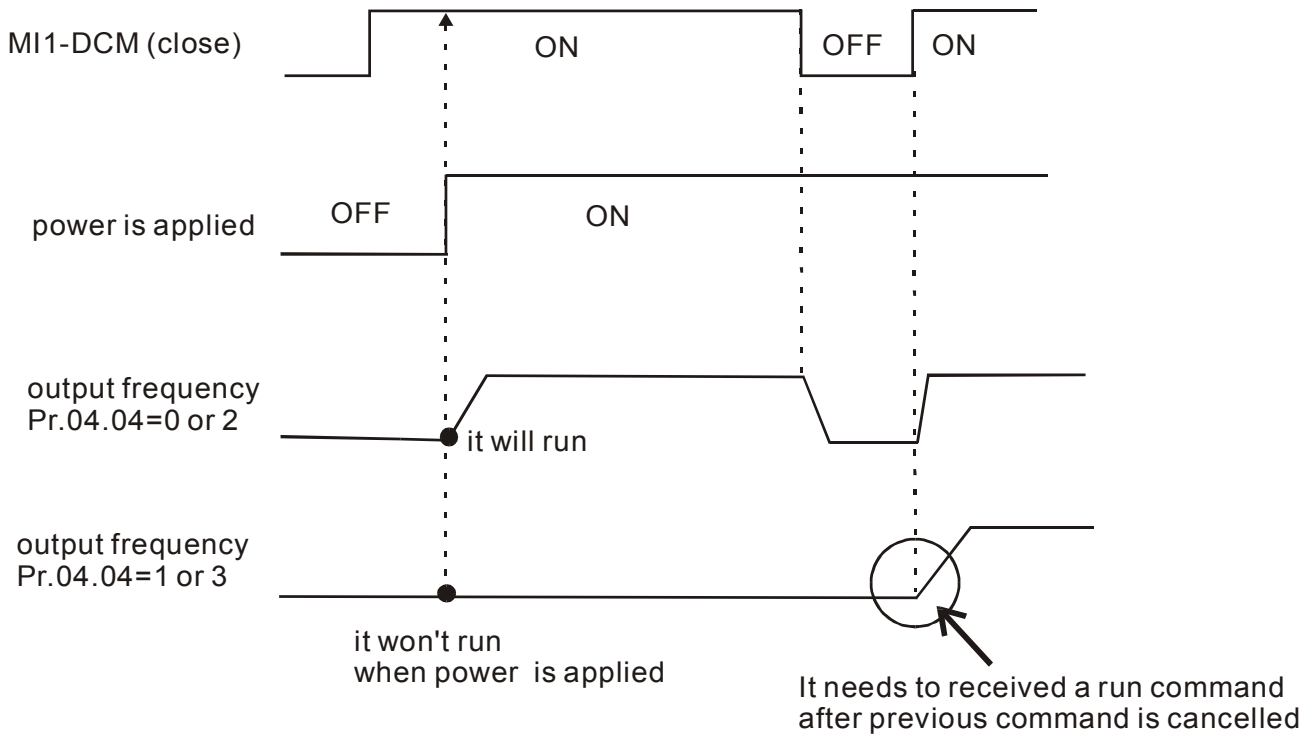 MI1-DCM (close)
ON
OFF
ON
power is applied
OFF
ON
output frequency
Pr.04.04=0 or 2
it will run
output frequency
Pr.04.04=1 or 3
it won't run
when power is applied
It needs to received a run command
after previous command is cancelled